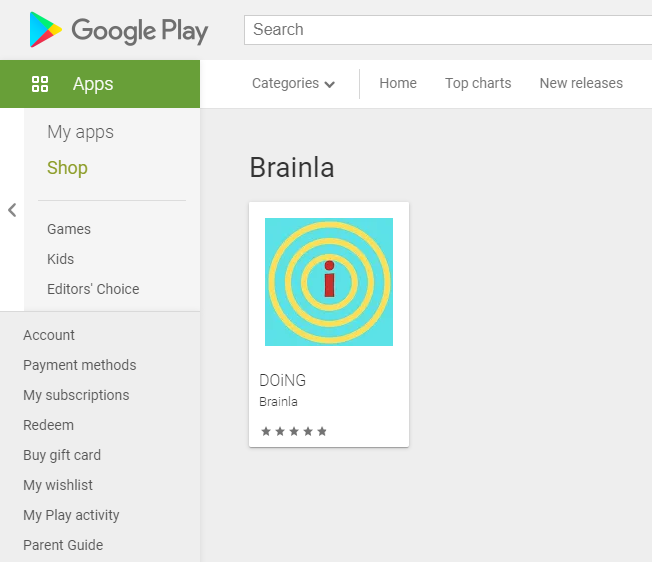 Google Play
Search
Apps
Categories
Home
Top charts
New releases
My apps
Shop
Games
Kids
Editors' Choice
Account
Payment methods
My subscriptions
Redeem
Buy gift card
My wishlist
My Play activity
Parent Guide
Brainla
i
DOiNG
Brainla